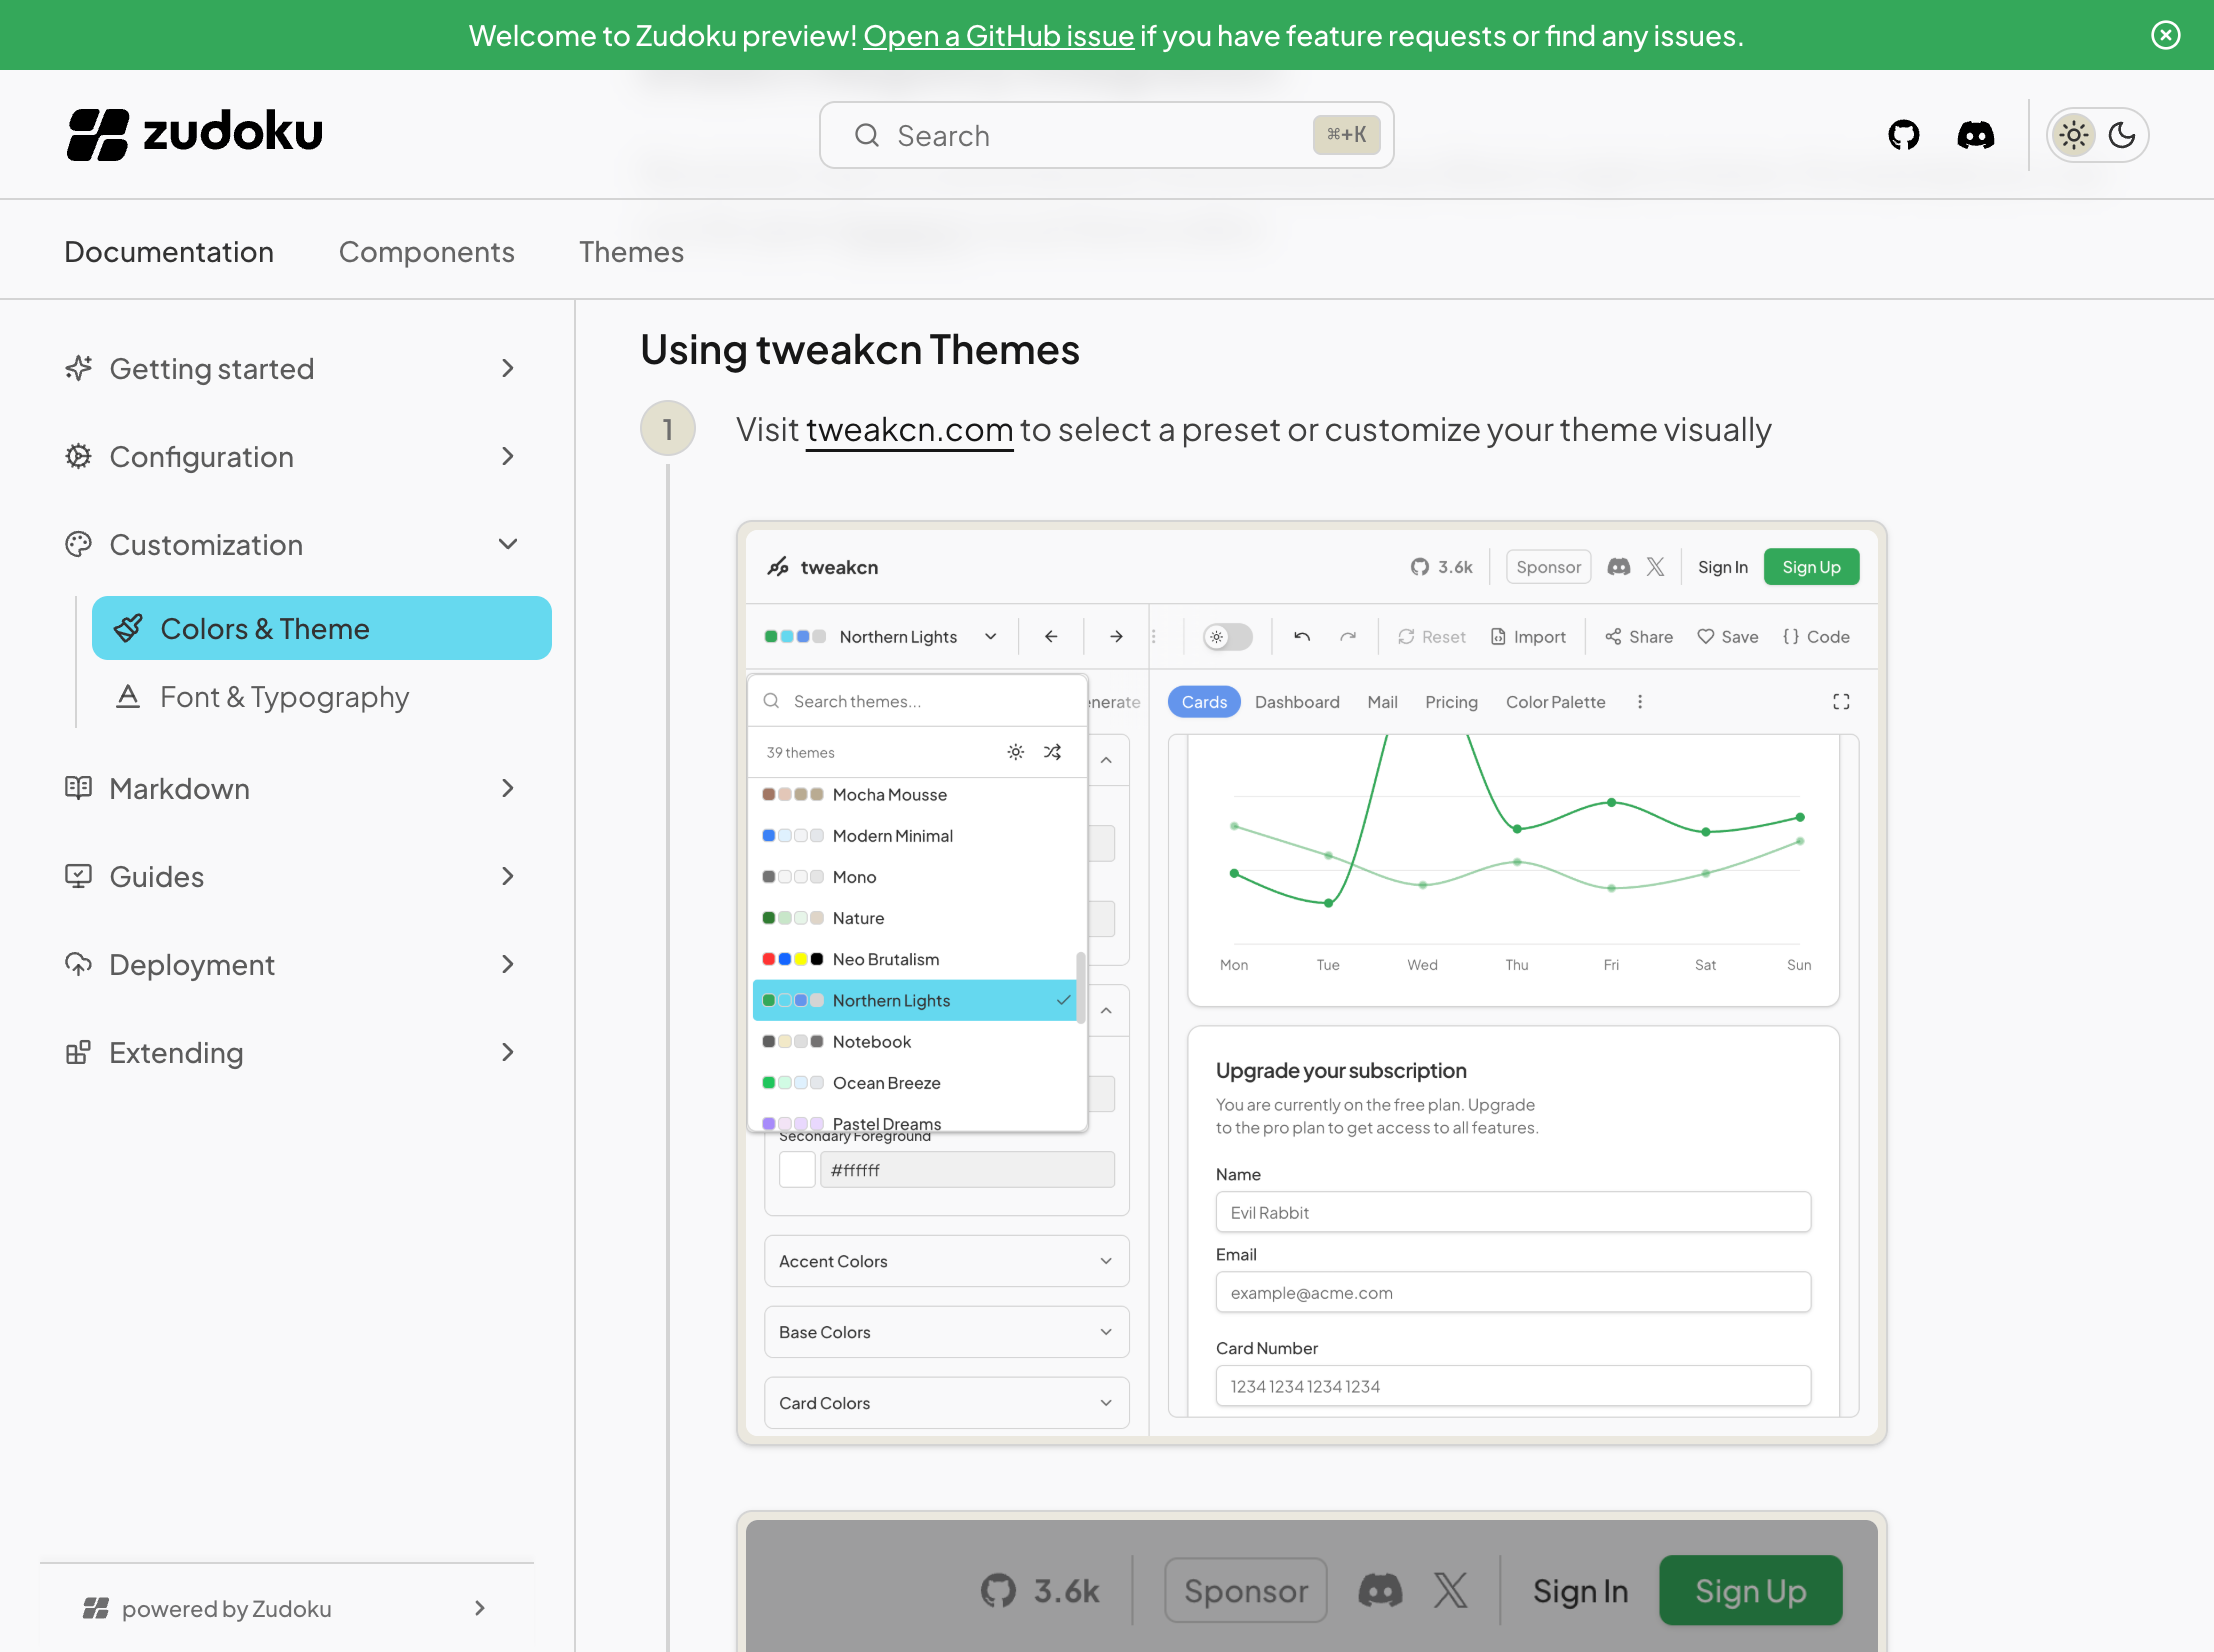 Welcome to Zudoku preview! Open a GitHub issue if you have feature requests or find any issues.
zudoku
Search
⌘+K
Documentation
Components
Themes
Getting started
Configuration
Customization
Colors & Theme
Font & Typography
Markdown
Guides
Deployment
Extending
powered by Zudoku
Using tweakcn Themes
1
Visit tweakcn.com to select a preset or customize your theme visually
tweakcn
3.6k
Sponsor
Sign In
Sign Up
Northern Lights
Reset
Import
Share
Save
{ } Code
Search themes...
enerate
39 themes
Mocha Mousse
Modern Minimal
Mono
Nature
Neo Brutalism
Northern Lights
Notebook
Ocean Breeze
Pastel Dreams
Secondary Foreground
#ffffff
Accent Colors
Base Colors
Card Colors
Cards
Dashboard
Mail
Pricing
Color Palette
Mon
Tue
Wed
Thu
Fri
Sat
Sun
Upgrade your subscription
You are currently on the free plan. Upgrade
to the pro plan to get access to all features.
Name
Evil Rabbit
Email
example@acme.com
Card Number
1234 1234 1234 1234
3.6k
Sponsor
Sign In
Sign Up